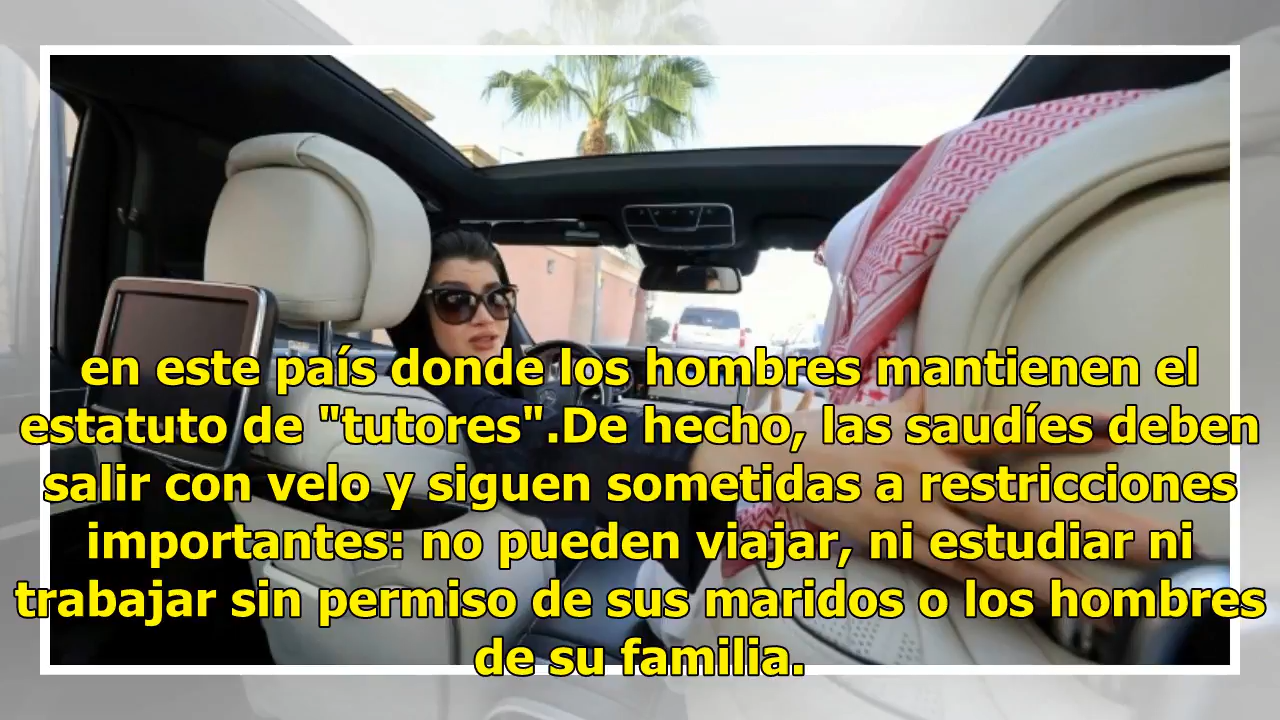 en este país donde los hombres mantienen el
estatuto de "tutores".De hecho, las saudíes deben
salir con velo y siguen sometidas a restricciones
importantes: no pueden viajar, ni estudiar ni
trabajar sin permiso de sus maridos o los hombres
de su familia.